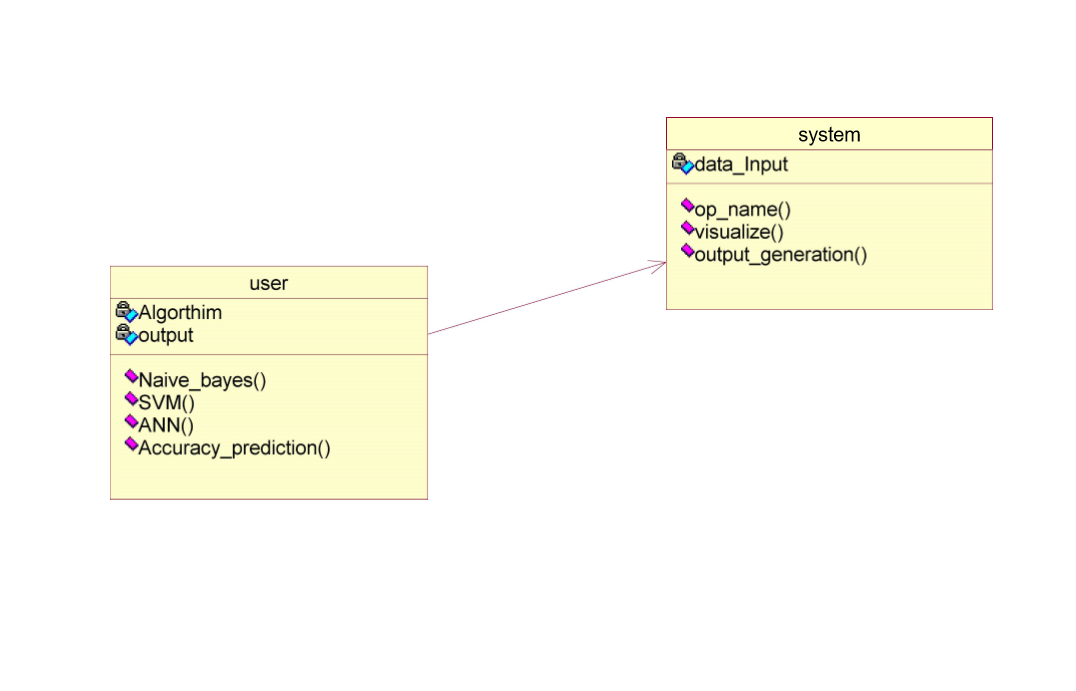 system
data_Input
op_name()
visualize()
output_generation()
user
Algorthim
output
Naive_bayes()
SVM()
ANN()
Accuracy_prediction()